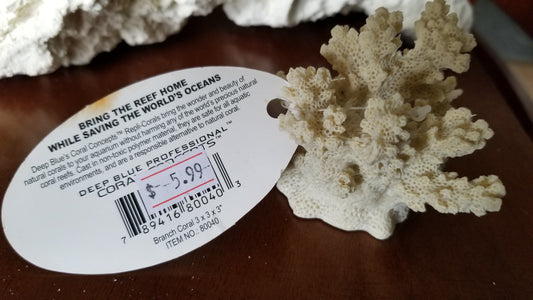 BRING THE REEF HOME
WHILE SAVING THE WORLD'S OCEANS
Deep Blue's Coral Concepts™ Repli-Corals bring the wonder and beauty of
natural corals to your aquarium without harming any of the world's precious natural
coral reefs. Cast in non-toxic polymer material, they are safe for all aquatic
environments, and are a responsible alternative to natural coral.
DEEP BLUE PROFESSIONAL™
CORA
$--5.99
7 89416 80040 3
Branch Coral 3 x 3 x 3"
ITEM NO.: 80040